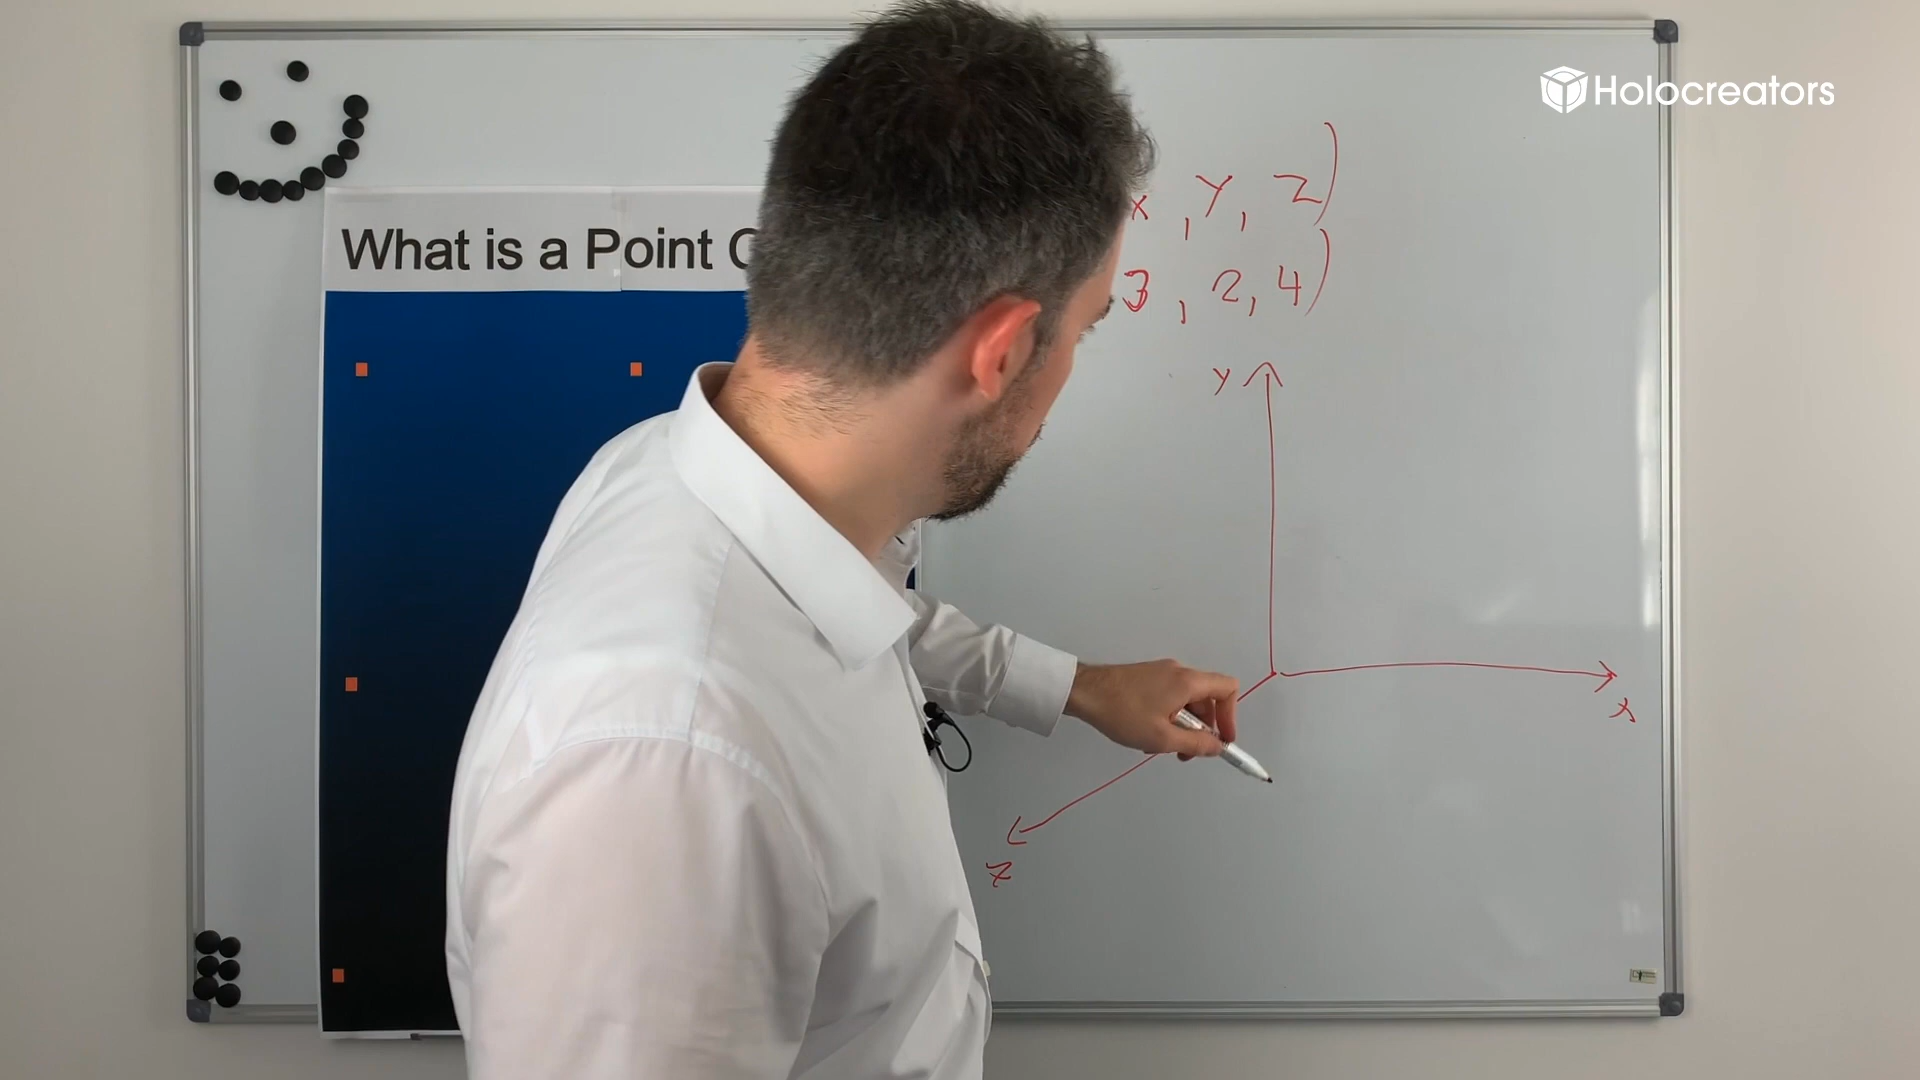 Holocreators
What is a Point
x, y, z)
3, 2, 4)
y
x
z